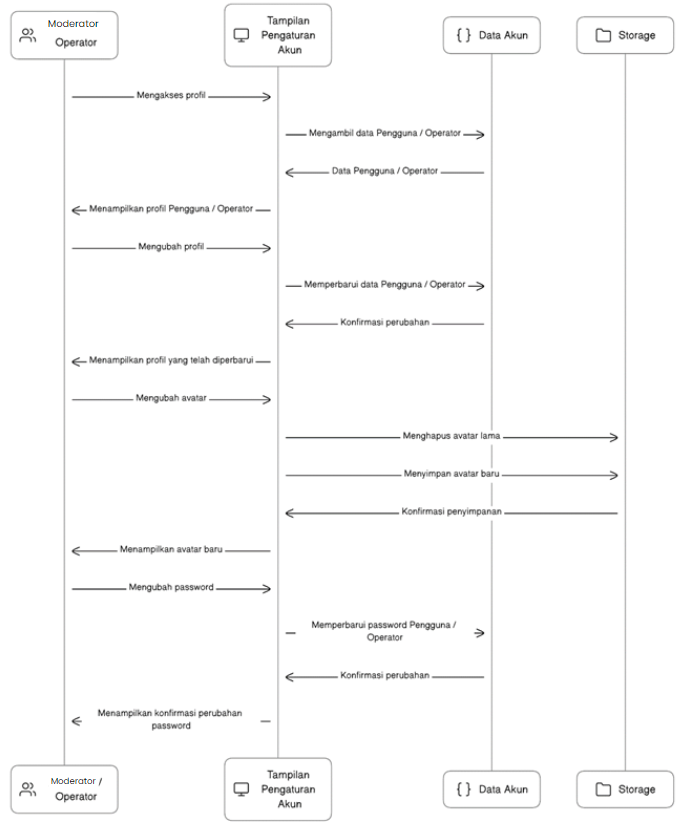 Moderator
Operator
Tampilan
Pengaturan
Akun
{ } Data Akun
Storage
Mengakses profil
Mengambil data Pengguna / Operator
Data Pengguna / Operator
Menampilkan profil Pengguna / Operator
Mengubah profil
Memperbarui data Pengguna / Operator
Konfirmasi perubahan
Menampilkan profil yang telah diperbarui
Mengubah avatar
Menghapus avatar lama
Menyimpan avatar baru
Konfirmasi penyimpanan
Menampilkan avatar baru
Mengubah password
Memperbarui password Pengguna /
Operator
Konfirmasi perubahan
Menampilkan konfirmasi perubahan
password
Moderator /
Operator
Tampilan
Pengaturan
Akun
{ } Data Akun
Storage